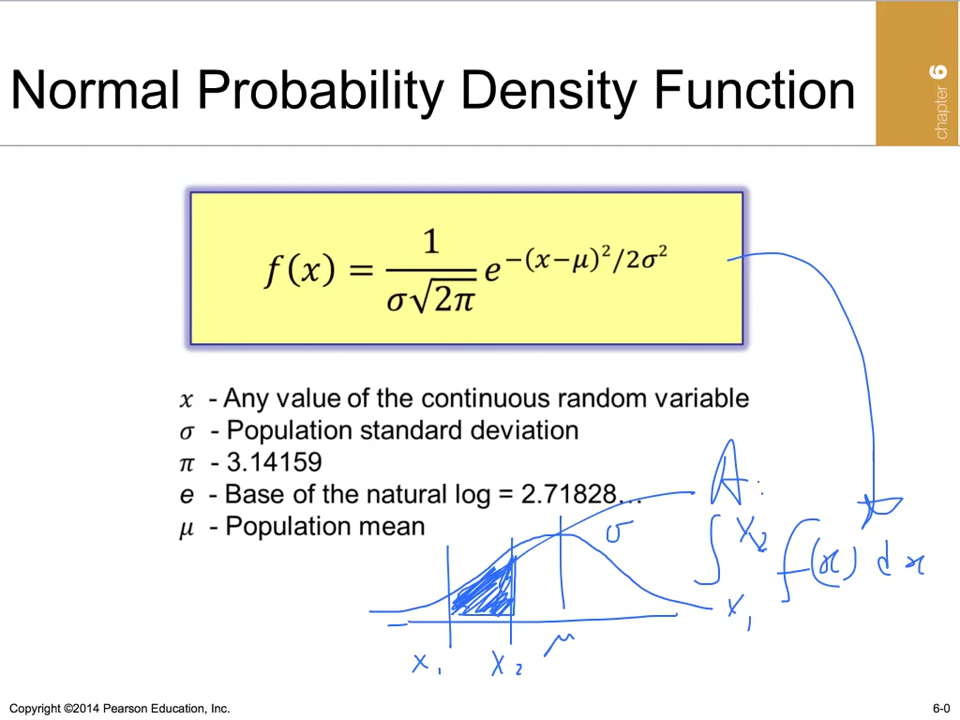 Normal Probability Density Function
chapter 6
f(x) = 1/(σ√2π) e^−(x−μ)²/2σ²
x - Any value of the continuous random variable
σ - Population standard deviation
π - 3.14159
e - Base of the natural log = 2.71828…
μ - Population mean
A:
∫ x₂ x₁ f(x) dx
σ
x₁ x₂ μ
Copyright ©2014 Pearson Education, Inc. 6-0